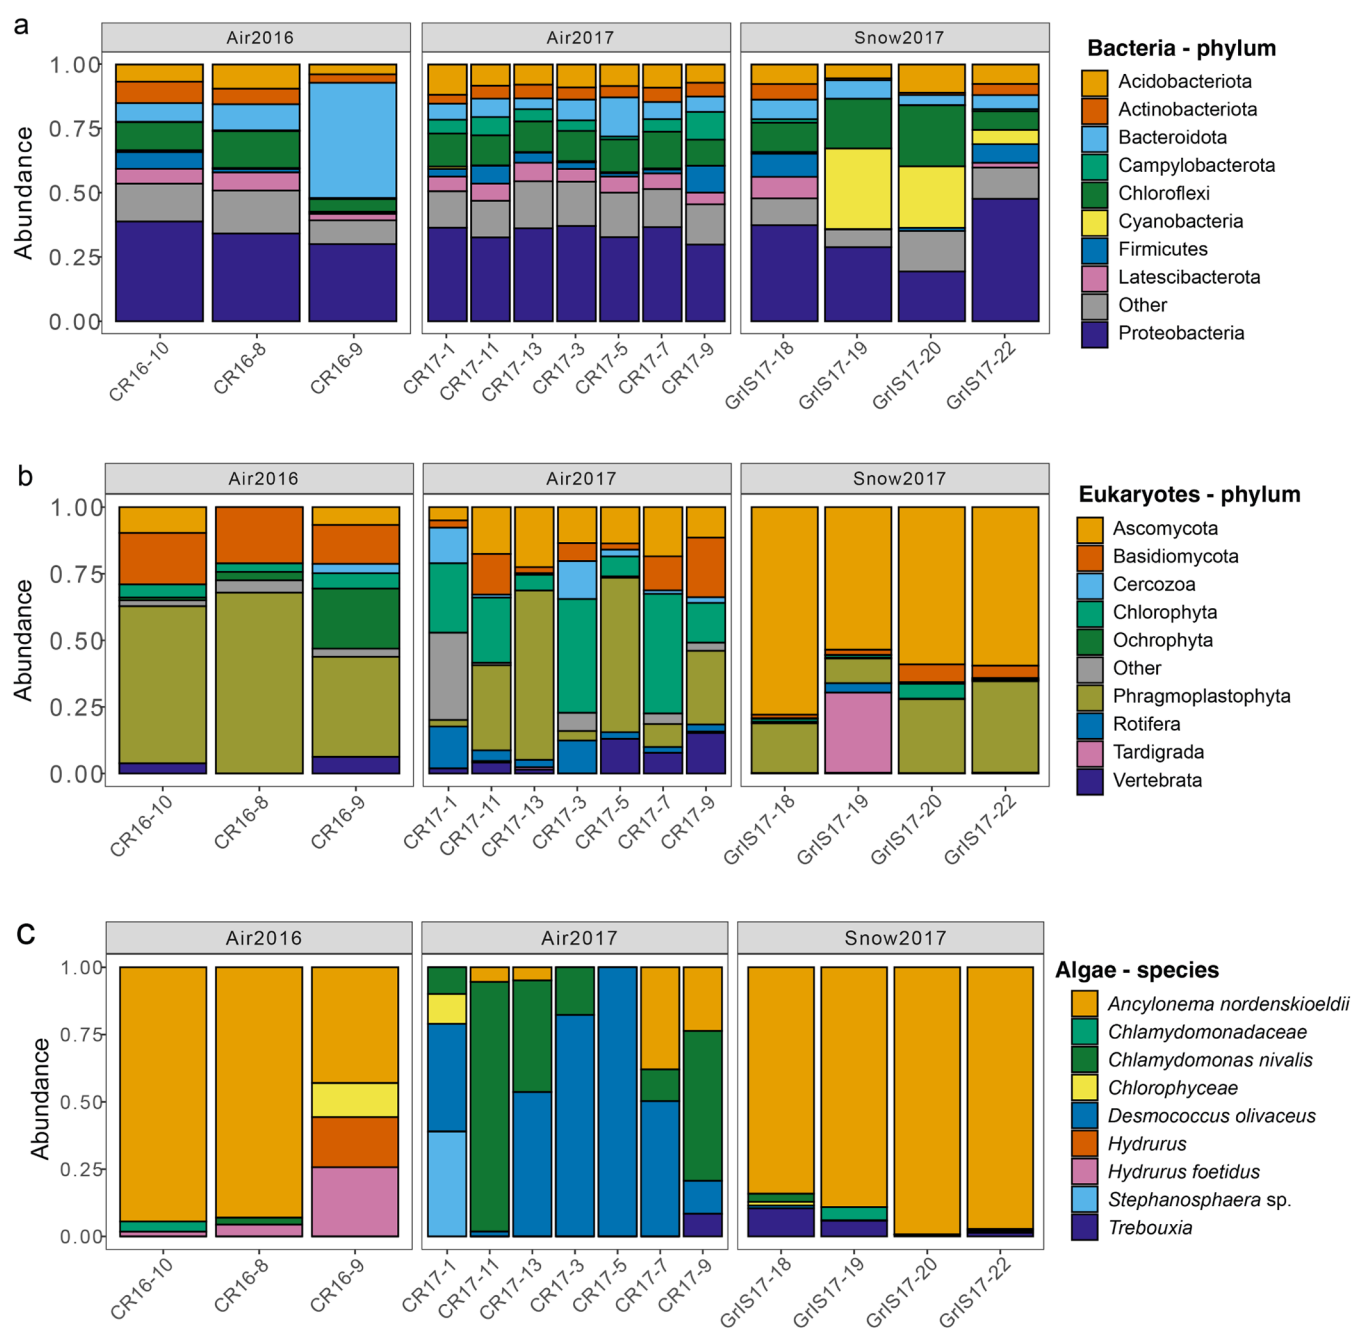 a
Air2016
Air2017
Snow2017
Abundance
1.00
0.75
0.50
0.25
0.00
CR16-10
CR16-8
CR16-9
CR17-1
CR17-11
CR17-13
CR17-3
CR17-5
CR17-7
CR17-9
GrIS17-18
GrIS17-19
GrIS17-20
GrIS17-22
Bacteria - phylum
Acidobacteriota
Actinobacteriota
Bacteroidota
Campylobacterota
Chloroflexi
Cyanobacteria
Firmicutes
Latescibacterota
Other
Proteobacteria
b
Air2016
Air2017
Snow2017
Abundance
1.00
0.75
0.50
0.25
0.00
CR16-10
CR16-8
CR16-9
CR17-1
CR17-11
CR17-13
CR17-3
CR17-5
CR17-7
CR17-9
GrIS17-18
GrIS17-19
GrIS17-20
GrIS17-22
Eukaryotes - phylum
Ascomycota
Basidiomycota
Cercozoa
Chlorophyta
Ochrophyta
Other
Phragmoplastophyta
Rotifera
Tardigrada
Vertebrata
c
Air2016
Air2017
Snow2017
Abundance
1.00
0.75
0.50
0.25
0.00
CR16-10
CR16-8
CR16-9
CR17-1
CR17-11
CR17-13
CR17-3
CR17-5
CR17-7
CR17-9
GrIS17-18
GrIS17-19
GrIS17-20
GrIS17-22
Algae - species
Ancylonema nordenskioeldii
Chlamydomonadaceae
Chlamydomonas nivalis
Chlorophyceae
Desmococcus olivaceus
Hydrurus
Hydrurus foetidus
Stephanosphaera sp.
Trebouxia